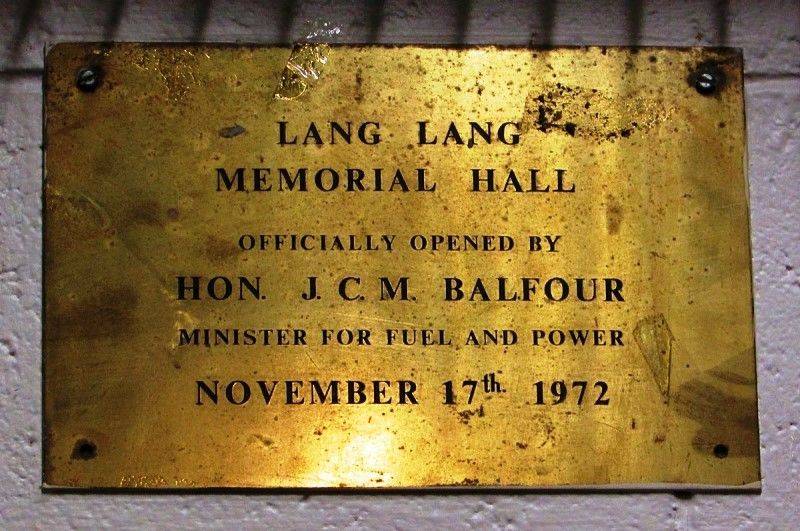 LANG LANG
MEMORIAL HALL
OFFICIALLY OPENED BY
HON. J. C. M. BALFOUR
MINISTER FOR FUEL AND POWER
NOVEMBER 17th. 1972